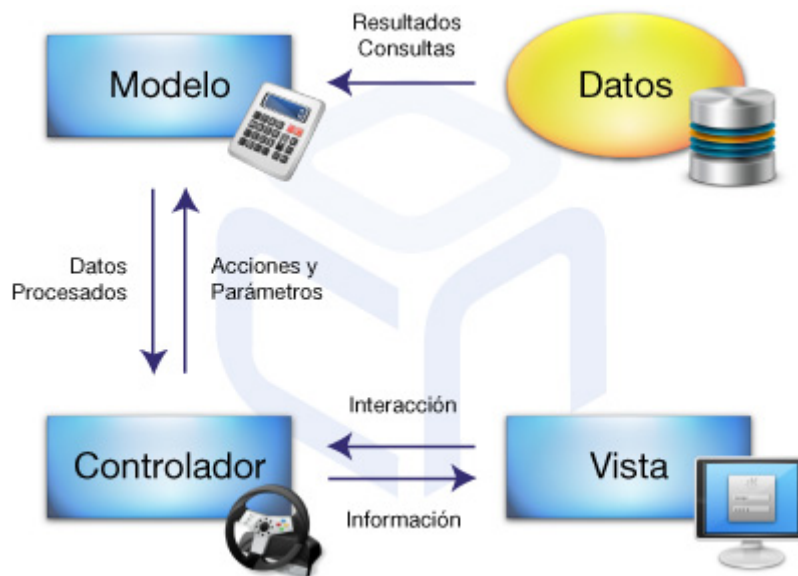 Resultados
Consultas
Modelo
Datos
Datos
Procesados
Acciones y
Parámetros
Interacción
Controlador
Vista
Información